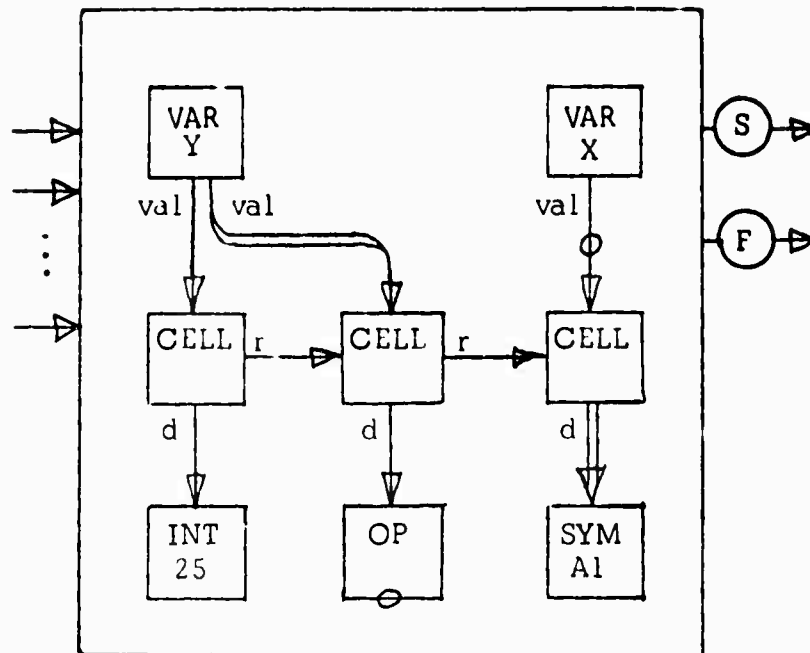 VAR
Y
VAR
X
S
val
val
val
F
CELL
r
CELL
r
CELL
d
d
d
INT
25
OP
SYM
A1